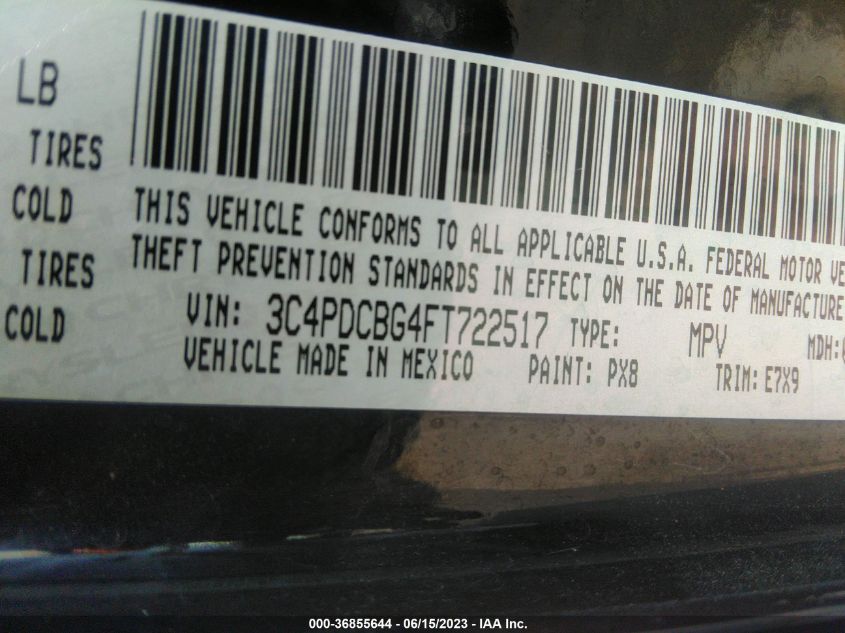 LB
TIRES
COLD
TIRES
COLD
THIS VEHICLE CONFORMS TO ALL APPLICABLE U.S.A. FEDERAL MOTOR VE
THEFT PREVENTION STANDARDS IN EFFECT ON THE DATE OF MANUFACTURE
VIN: 3C4PDCBG4FT722517 TYPE: MPV MDH:
VEHICLE MADE IN MEXICO PAINT: PX8 TRIM: E7X9
000-36855644 - 06/15/2023 - IAA Inc.